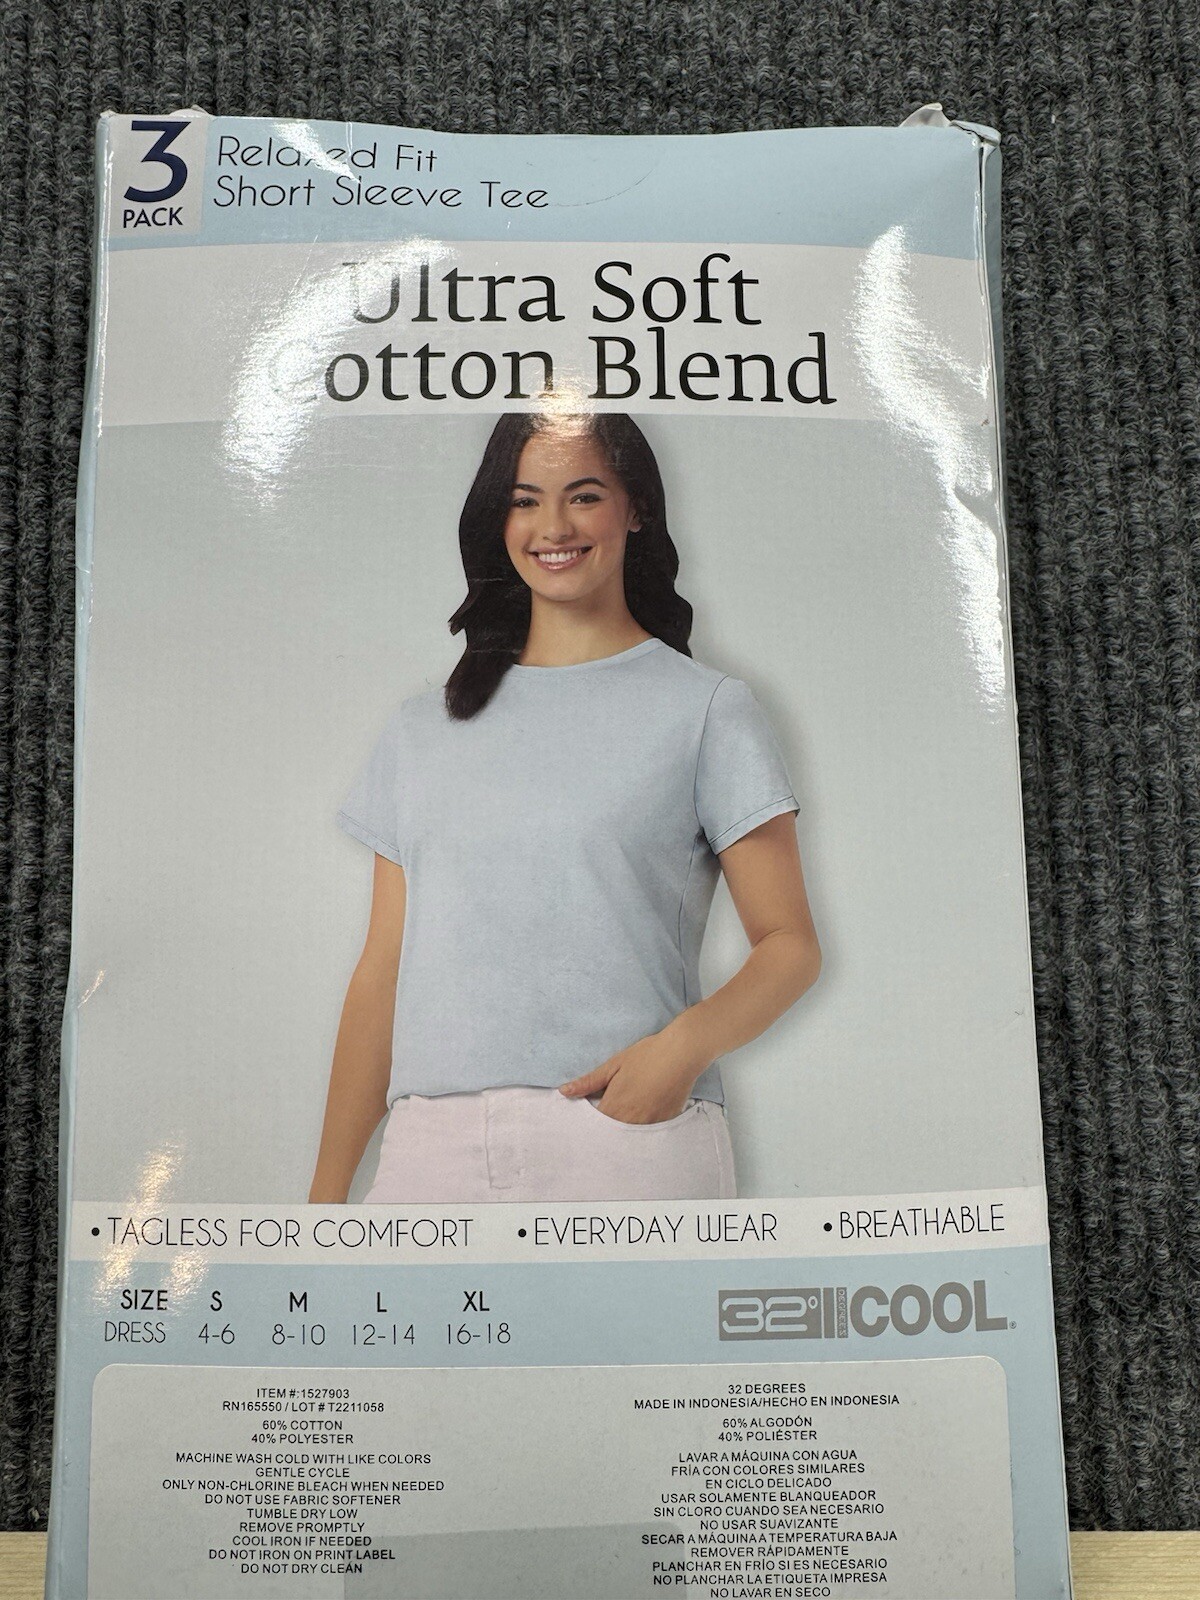 3
PACK
Relaxed Fit
Short Sleeve Tee
Ultra Soft
Cotton Blend
• TAGLESS FOR COMFORT • EVERYDAY WEAR • BREATHABLE
SIZE S M L XL
DRESS 4-6 8-10 12-14 16-18
32° DEGREES COOL®
ITEM #:1527903
RN165550 / LOT # T2211058
60% COTTON
40% POLYESTER
MACHINE WASH COLD WITH LIKE COLORS
GENTLE CYCLE
ONLY NON-CHLORINE BLEACH WHEN NEEDED
DO NOT USE FABRIC SOFTENER
TUMBLE DRY LOW
REMOVE PROMPTLY
COOL IRON IF NEEDED
DO NOT IRON ON PRINT LABEL
DO NOT DRY CLEAN
32 DEGREES
MADE IN INDONESIA/HECHO EN INDONESIA
60% ALGODÓN
40% POLIÉSTER
LAVAR A MÁQUINA CON AGUA
FRÍA CON COLORES SIMILARES
EN CICLO DELICADO
USAR SOLAMENTE BLANQUEADOR
SIN CLORO CUANDO SEA NECESARIO
NO USAR SUAVIZANTE
SECAR A MÁQUINA A TEMPERATURA BAJA
REMOVER RÁPIDAMENTE
PLANCHAR EN FRÍO SI ES NECESARIO
NO PLANCHAR LA ETIQUETA IMPRESA
NO LAVAR EN SECO